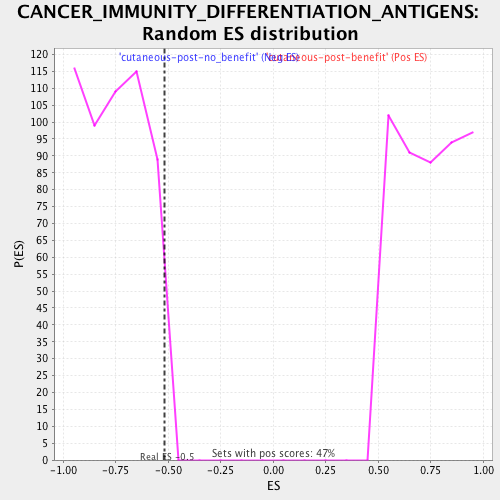 CANCER_IMMUNITY_DIFFERENTIATION_ANTIGENS:
Random ES distribution
'cutaneous-post-no_benefit' (Neg ES)
'cutaneous-post-benefit' (Pos ES)
120
115
110
105
100
95
90
85
80
75
70
65
60
55
50
45
40
35
30
25
20
15
10
5
0
P(ES)
Real ES -0.5
Sets with pos scores: 47%
-1.00 -0.75 -0.50 -0.25 0.00 0.25 0.50 0.75 1.00
ES